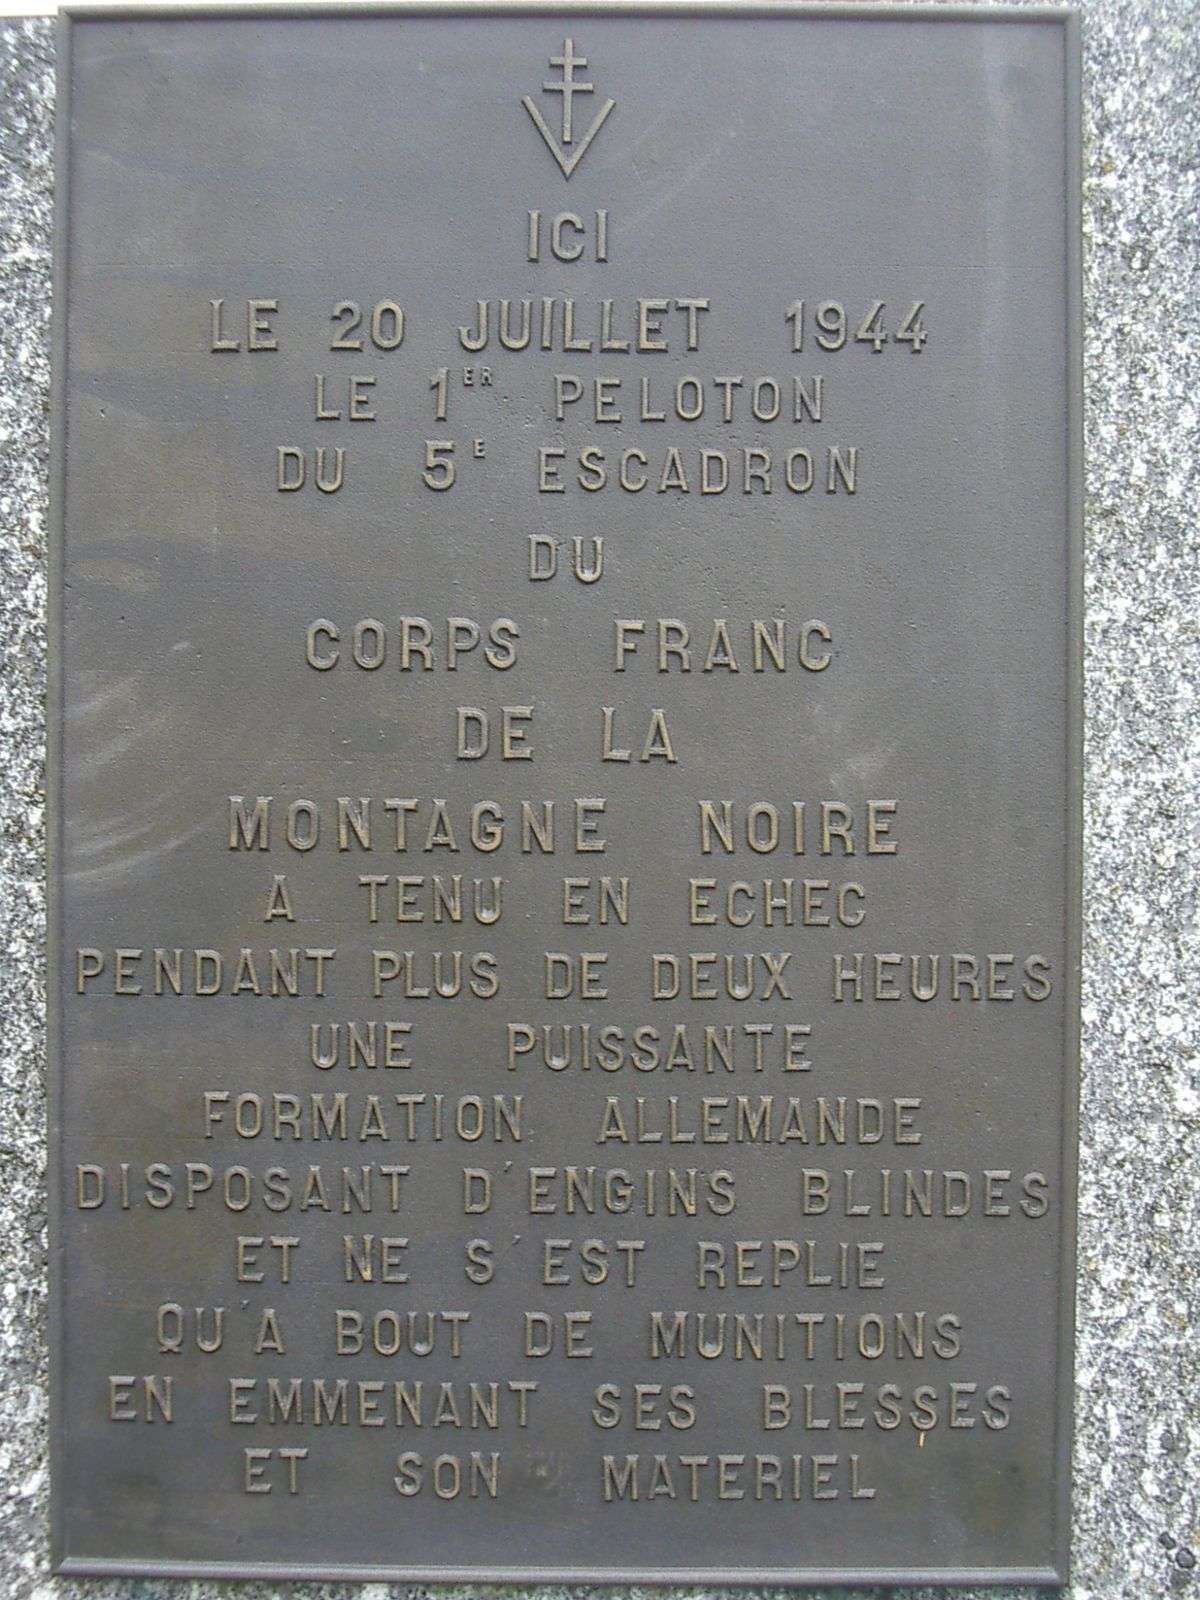 ICI
LE 20 JUILLET 1944
LE 1ER PELOTON
DU 5E ESCADRON
DU
CORPS FRANC
DE LA
MONTAGNE NOIRE
A TENU EN ECHEC
PENDANT PLUS DE DEUX HEURES
UNE PUISSANTE
FORMATION ALLEMANDE
DISPOSANT D'ENGINS BLINDES
ET NE S'EST REPLIE
QU'A BOUT DE MUNITIONS
EN EMMENANT SES BLESSES
ET SON MATERIEL